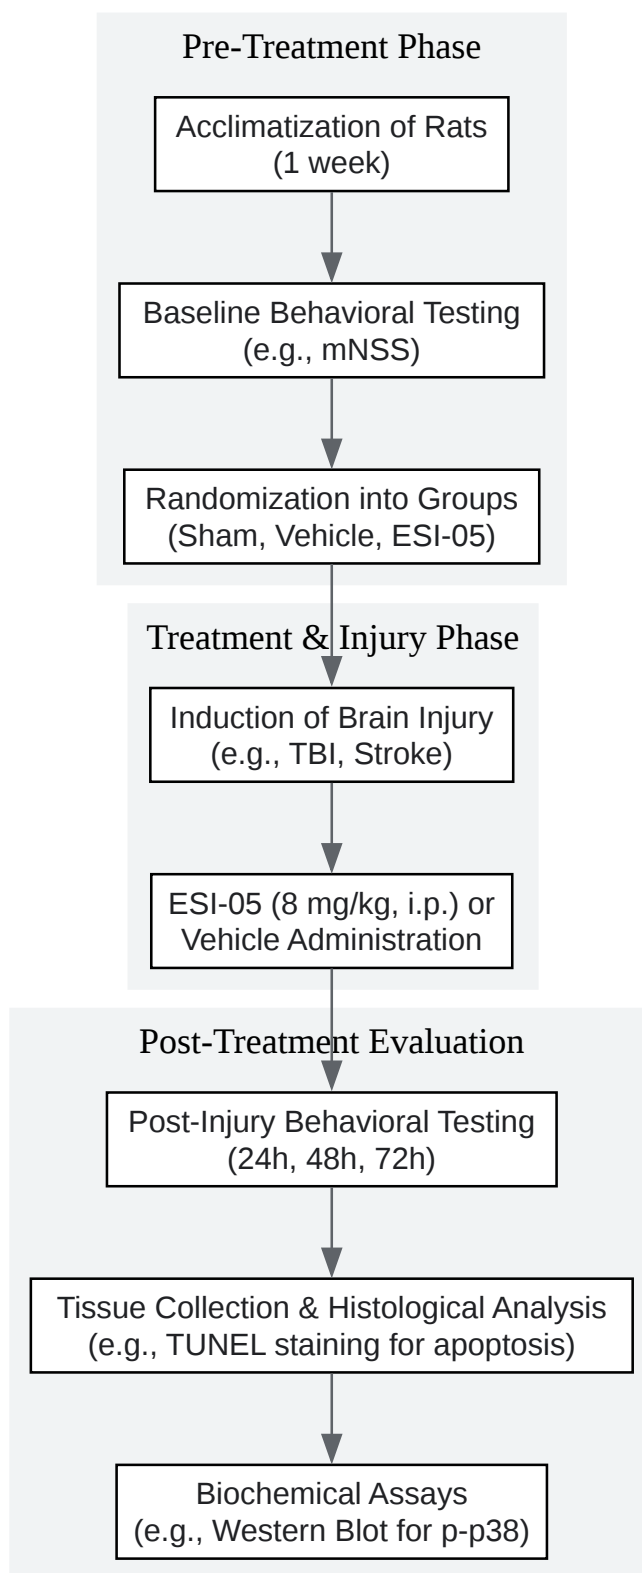 Pre-Treatment Phase
Acclimatization of Rats
(1 week)
Baseline Behavioral Testing
(e.g., mNSS)
Randomization into Groups
(Sham, Vehicle, ESI-05)
Treatment & Injury Phase
Induction of Brain Injury
(e.g., TBI, Stroke)
ESI-05 (8 mg/kg, i.p.) or
Vehicle Administration
Post-Treatment Evaluation
Post-Injury Behavioral Testing
(24h, 48h, 72h)
Tissue Collection & Histological Analysis
(e.g., TUNEL staining for apoptosis)
Biochemical Assays
(e.g., Western Blot for p-p38)